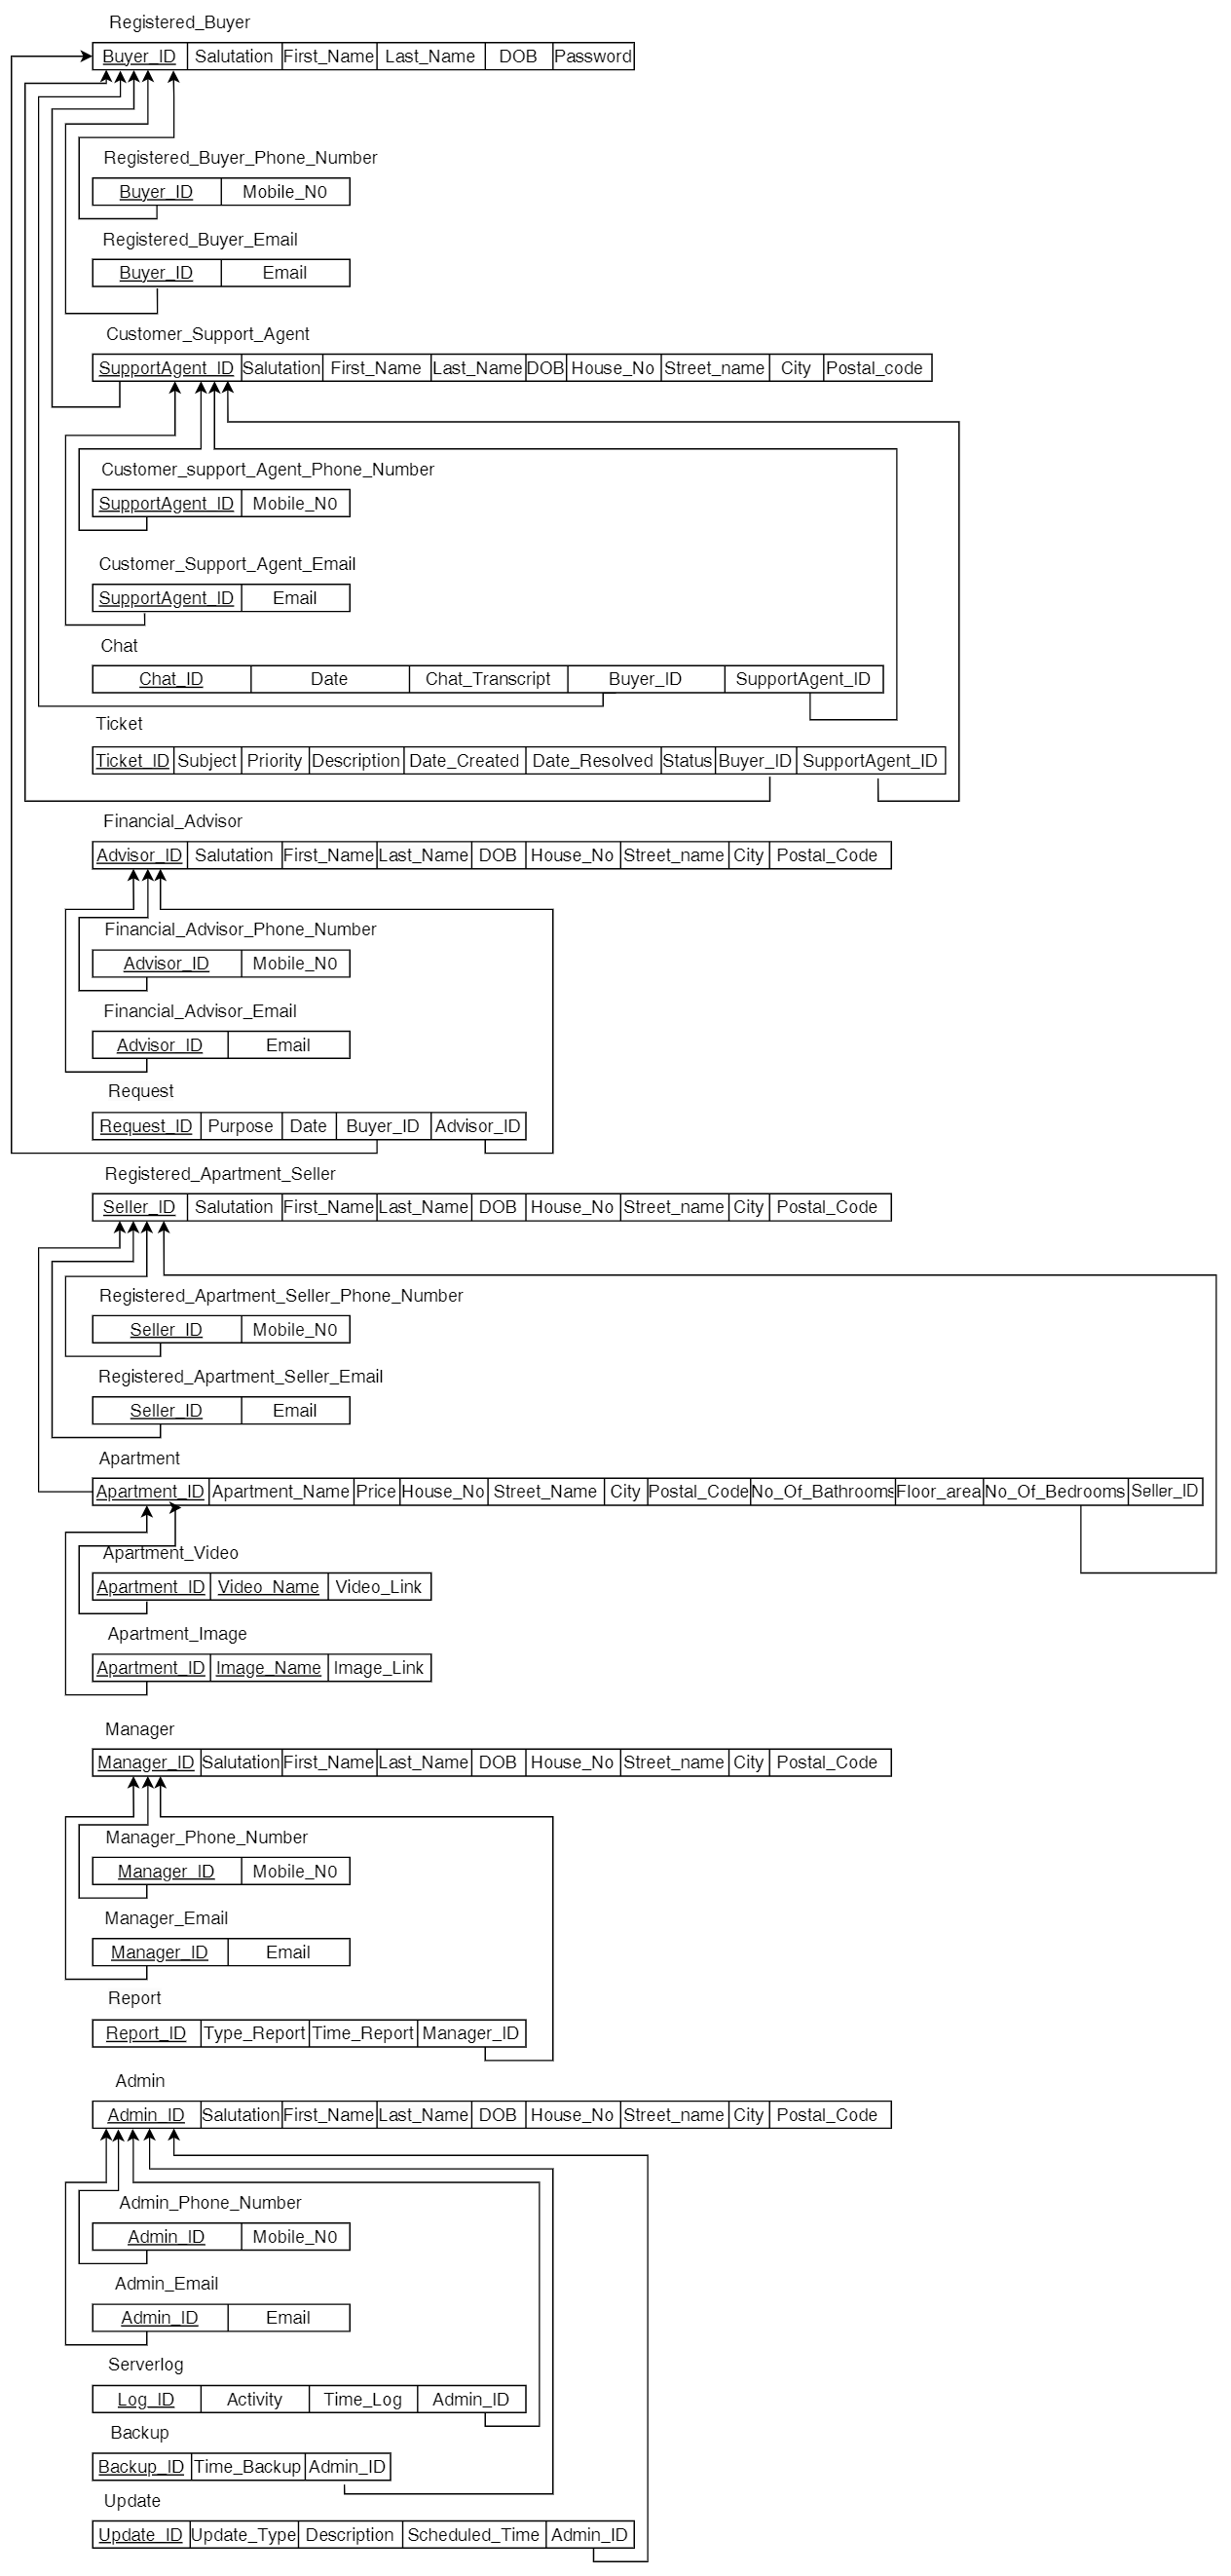 Registered_Buyer
Buyer_ID Salutation First_Name Last_Name DOB Password
Registered_Buyer_Phone_Number
Buyer_ID Mobile_N0
Registered_Buyer_Email
Buyer_ID Email
Customer_Support_Agent
SupportAgent_ID Salutation First_Name Last_Name DOB House_No Street_name City Postal_code
Customer_support_Agent_Phone_Number
SupportAgent_ID Mobile_N0
Customer_Support_Agent_Email
SupportAgent_ID Email
Chat
Chat_ID Date Chat_Transcript Buyer_ID SupportAgent_ID
Ticket
Ticket_ID Subject Priority Description Date_Created Date_Resolved Status Buyer_ID SupportAgent_ID
Financial_Advisor
Advisor_ID Salutation First_Name Last_Name DOB House_No Street_name City Postal_Code
Financial_Advisor_Phone_Number
Advisor_ID Mobile_N0
Financial_Advisor_Email
Advisor_ID Email
Request
Request_ID Purpose Date Buyer_ID Advisor_ID
Registered_Apartment_Seller
Seller_ID Salutation First_Name Last_Name DOB House_No Street_name City Postal_Code
Registered_Apartment_Seller_Phone_Number
Seller_ID Mobile_N0
Registered_Apartment_Seller_Email
Seller_ID Email
Apartment
Apartment_ID Apartment_Name Price House_No Street_Name City Postal_Code No_Of_Bathrooms Floor_area No_Of_Bedrooms Seller_ID
Apartment_Video
Apartment_ID Video_Name Video_Link
Apartment_Image
Apartment_ID Image_Name Image_Link
Manager
Manager_ID Salutation First_Name Last_Name DOB House_No Street_name City Postal_Code
Manager_Phone_Number
Manager_ID Mobile_N0
Manager_Email
Manager_ID Email
Report
Report_ID Type_Report Time_Report Manager_ID
Admin
Admin_ID Salutation First_Name Last_Name DOB House_No Street_name City Postal_Code
Admin_Phone_Number
Admin_ID Mobile_N0
Admin_Email
Admin_ID Email
Serverlog
Log_ID Activity Time_Log Admin_ID
Backup
Backup_ID Time_Backup Admin_ID
Update
Update_ID Update_Type Description Scheduled_Time Admin_ID